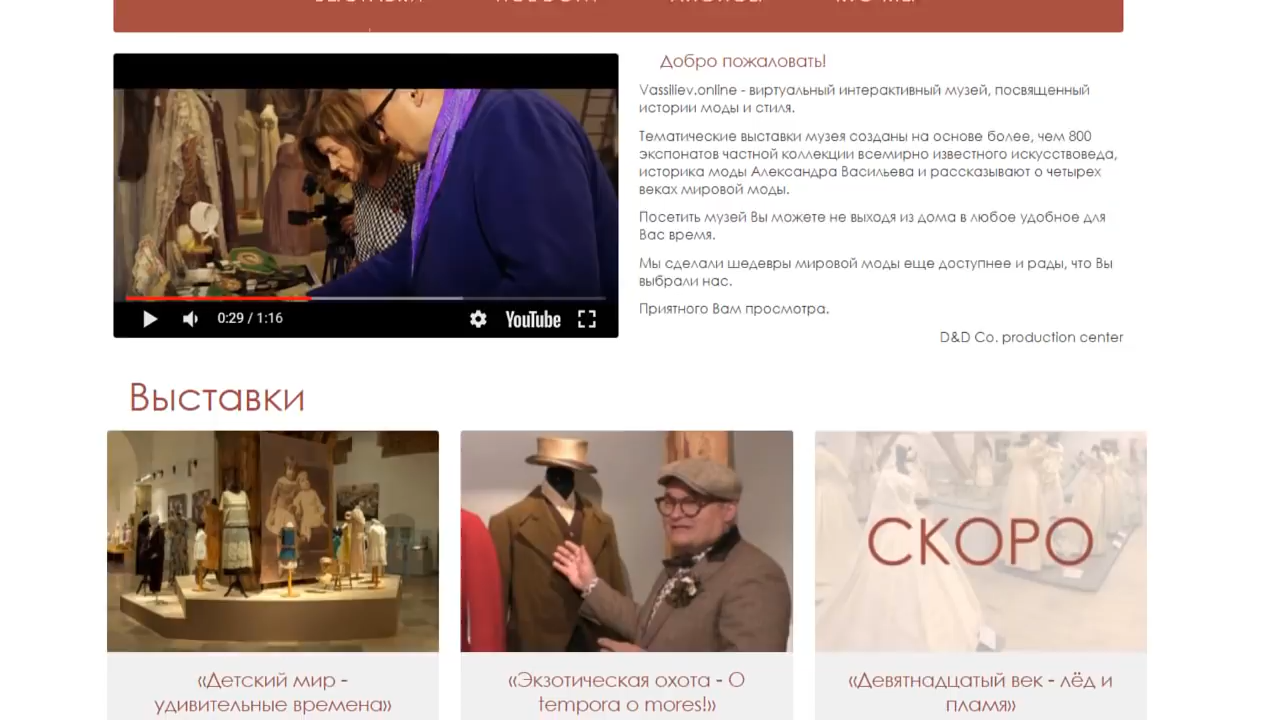 Добро пожаловать!
Vassiliev.online - виртуальный интерактивный музей, посвященный
истории моды и стиля.
Тематические выставки музея созданы на основе более, чем 800
экспонатов частной коллекции всемирно известного искусствоведа,
историка моды Александра Васильева и рассказывают о четырех
веках мировой моды.
Посетить музей Вы можете не выходя из дома в любое удобное для
Вас время.
Мы сделали шедевры мировой моды еще доступнее и рады, что Вы
выбрали нас.
Приятного Вам просмотра.
D&D Co. production center
0:29 / 1:16
YouTube
Выставки
СКОРО
«Детский мир -
удивительные времена»
«Экзотическая охота - O
tempora o mores!»
«Девятнадцатый век - лёд и
пламя»